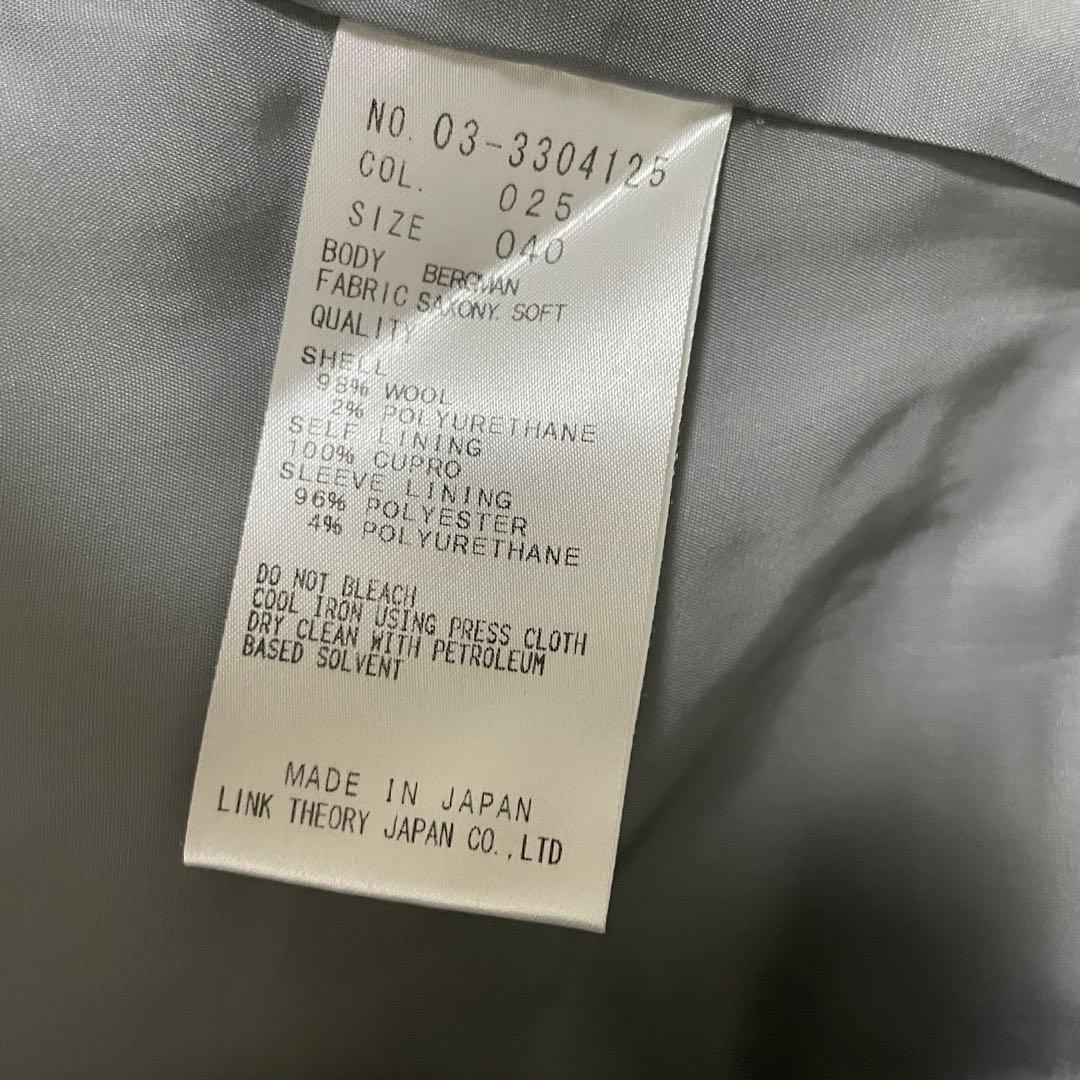 NO. 03-3304125
COL. 025
SIZE 040
BODY BERGMAN
FABRIC SAXONY. SOFT
QUALITY
SHELL
98% WOOL
2% POLYURETHANE
SELF LINING
100% CUPRO
SLEEVE LINING
96% POLYESTER
4% POLYURETHANE
DO NOT BLEACH
COOL IRON USING PRESS CLOTH
DRY CLEAN WITH PETROLEUM
BASED SOLVENT
MADE IN JAPAN
LINK THEORY JAPAN CO.,LTD